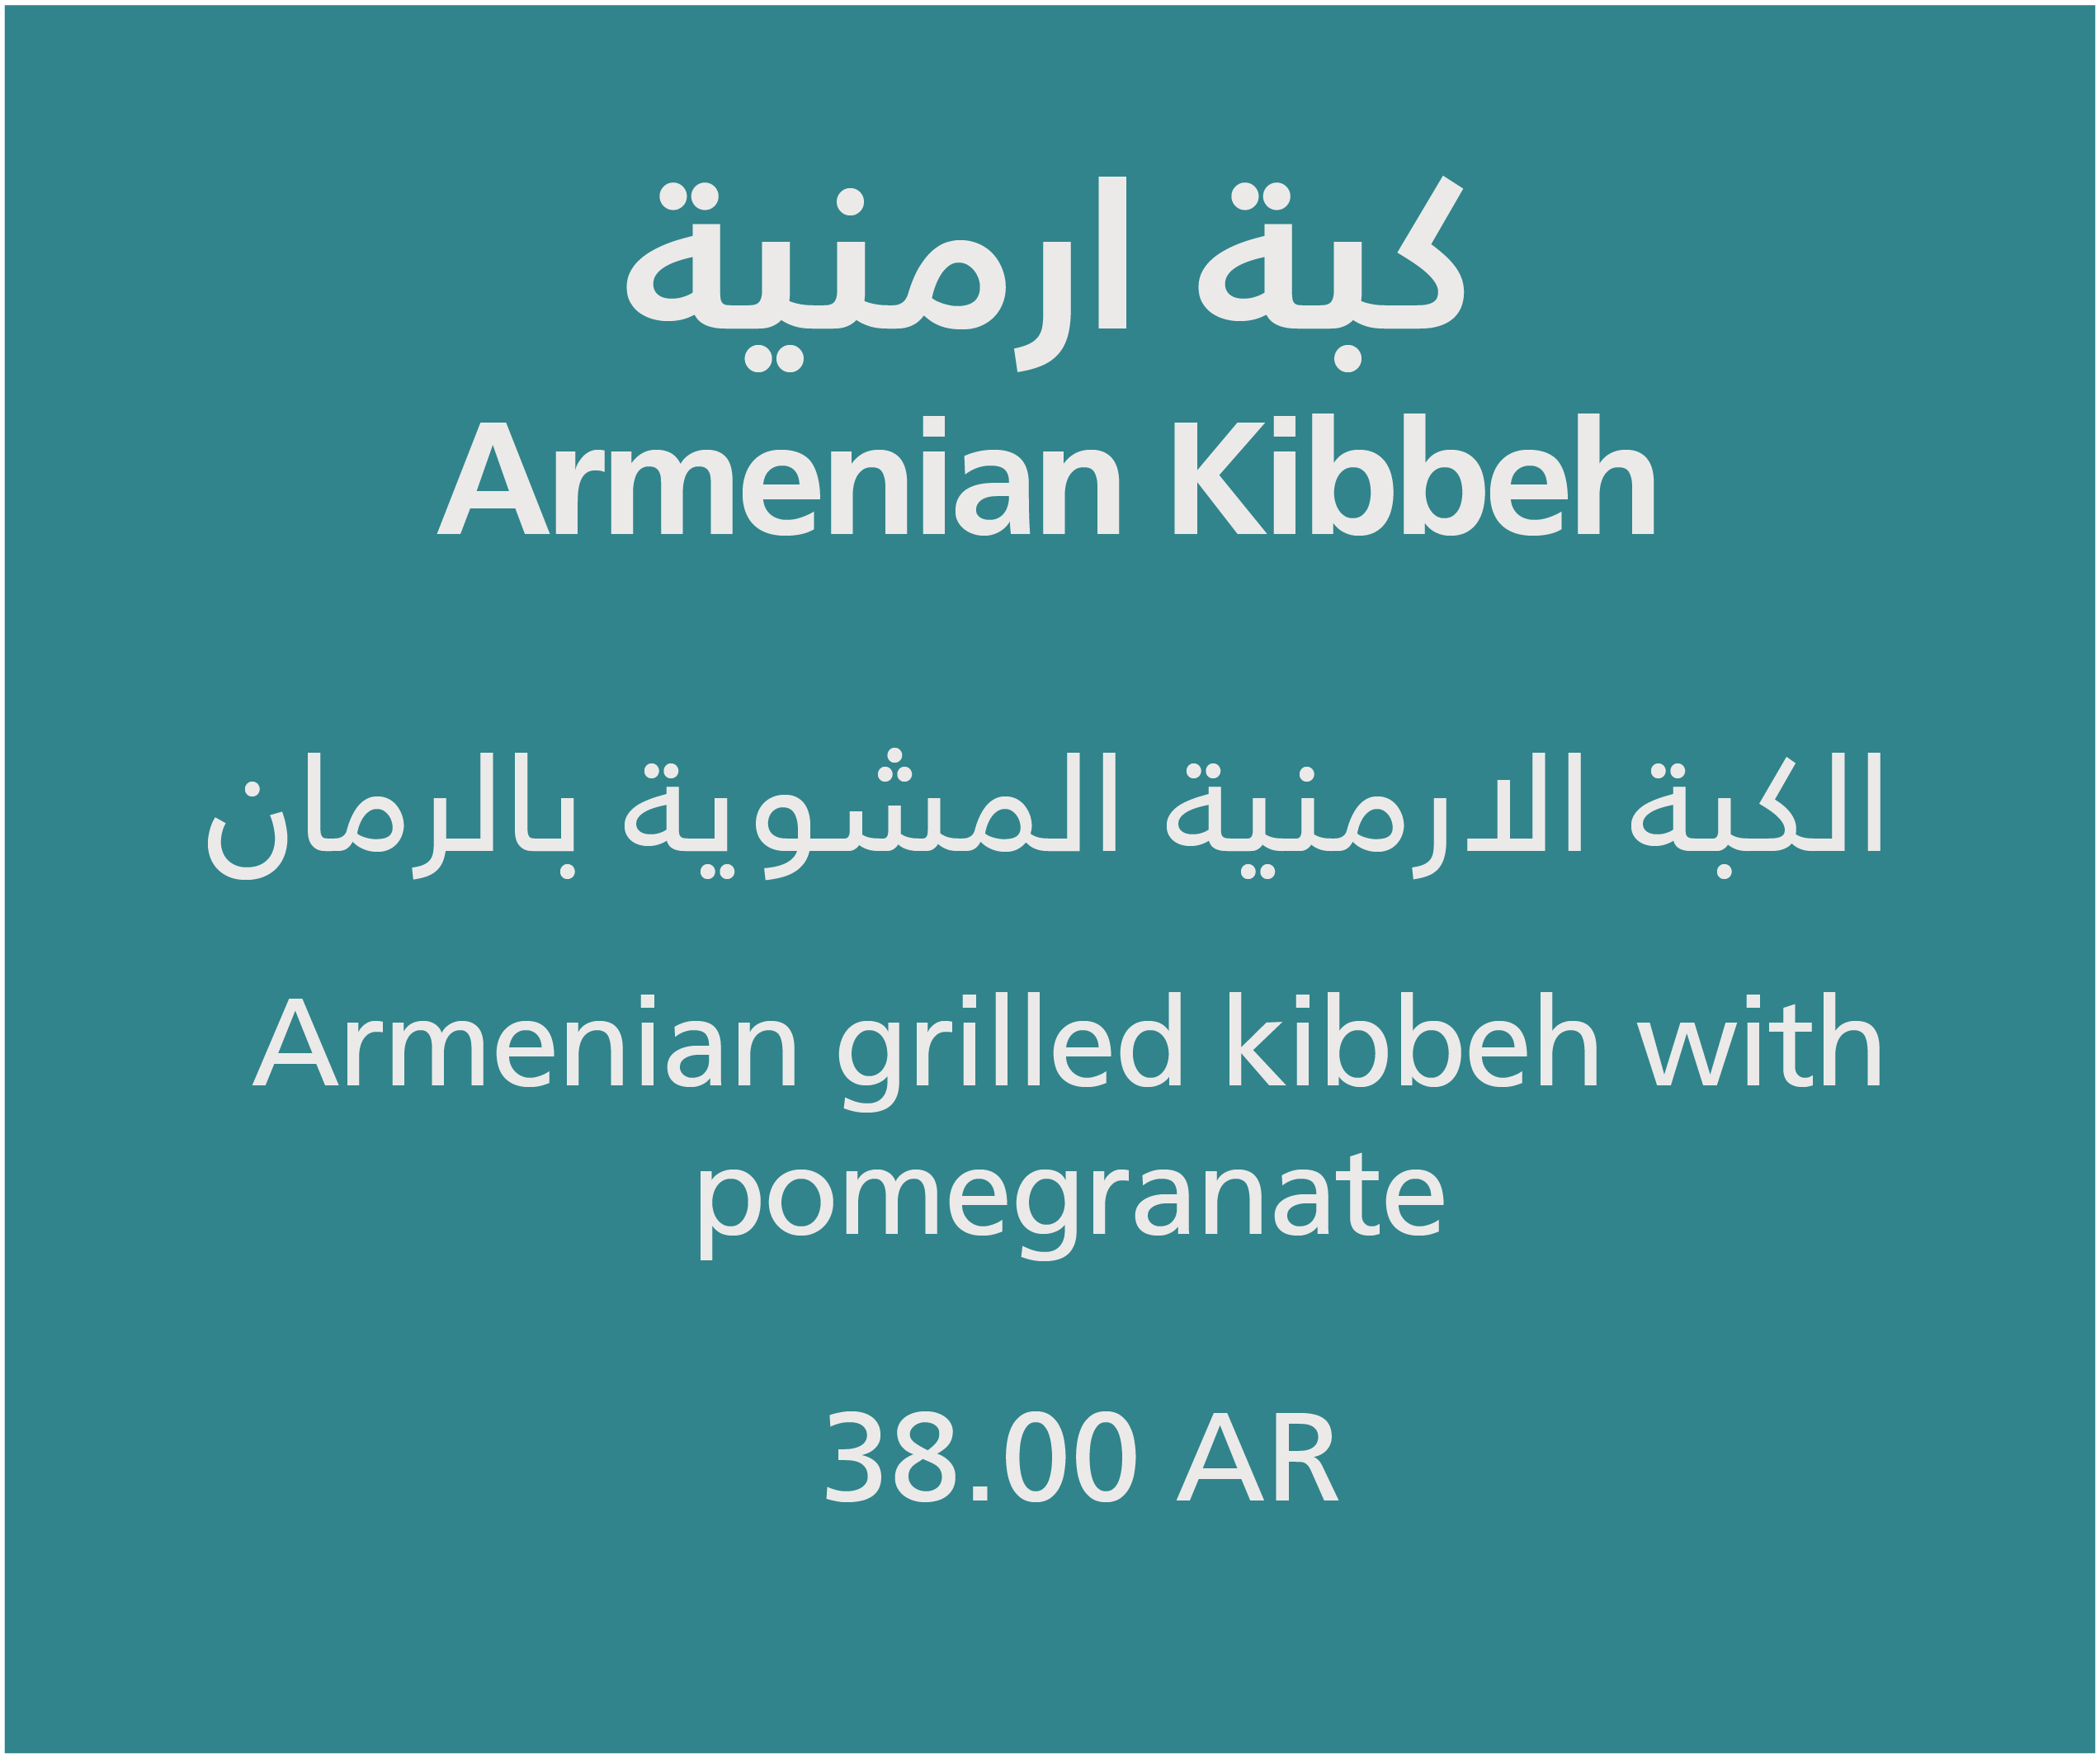 كبة ارمنية
Armenian Kibbeh
الكبة الارمنية المشوية بالرمان
Armenian grilled kibbeh with
pomegranate
38.00 AR